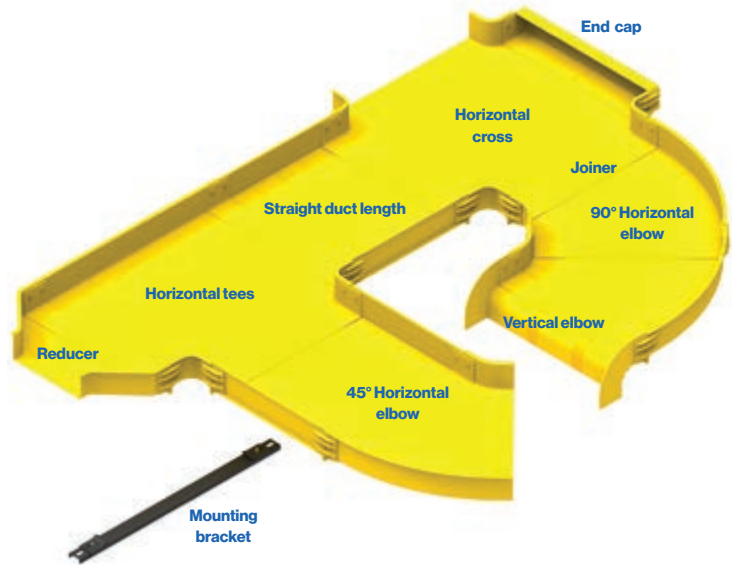 End cap
Horizontal
cross
Joiner
Straight duct length
90° Horizontal
elbow
Horizontal tees
Vertical elbow
Reducer
45° Horizontal
elbow
Mounting
bracket